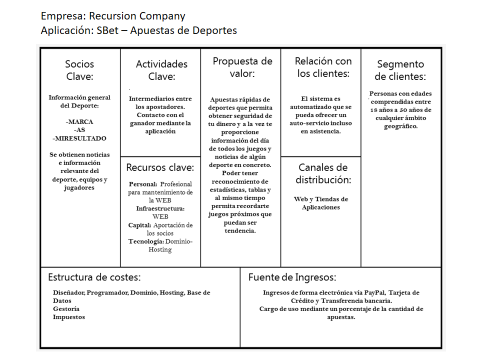 Empresa: Recursion Company
Aplicación: SBet – Apuestas de Deportes
Socios
Clave:
Información general
del Deporte:
-MARCA
-AS
-MIRESULTADO
Se obtienen noticias
e información
relevante del
deporte, equipos y
jugadores
Actividades
Clave:
Intermediarios entre
los apostadores.
Contacto con el
ganador mediante la
aplicación
Recursos clave:
Personal: Profesional
para mantenimiento de
la WEB
Infraestructura:
WEB
Capital: Aportación de
los socios
Tecnología: Dominio-
Hosting
Propuesta de
valor:
Apuestas rápidas de
deportes que permita
obtener seguridad de
tu dinero y a la vez te
proporcione
información del día
de todos los juegos y
noticias de algún
deporte en concreto.
Poder tener
reconocimiento de
estadísticas, tablas y
al mismo tiempo
permita recordarte
juegos próximos que
puedan ser
tendencia.
Relación con
los clientes:
El sistema es
automatizado que se
pueda ofrecer un
auto-servicio incluso
en asistencia.
Canales de
distribución:
Web y Tiendas de
Aplicaciones
Segmento
de clientes:
Personas con edades
comprendidas entre
18 años a 50 años de
cualquier ámbito
geográfico.
Estructura de costes:
Diseñador, Programador, Dominio, Hosting, Base de
Datos
Gestoría
Impuestos
Fuente de Ingresos:
Ingresos de forma electrónica vía PayPal, Tarjeta de
Crédito y Transferencia bancaria.
Cargo de uso mediante un porcentaje de la cantidad de
apuestas.